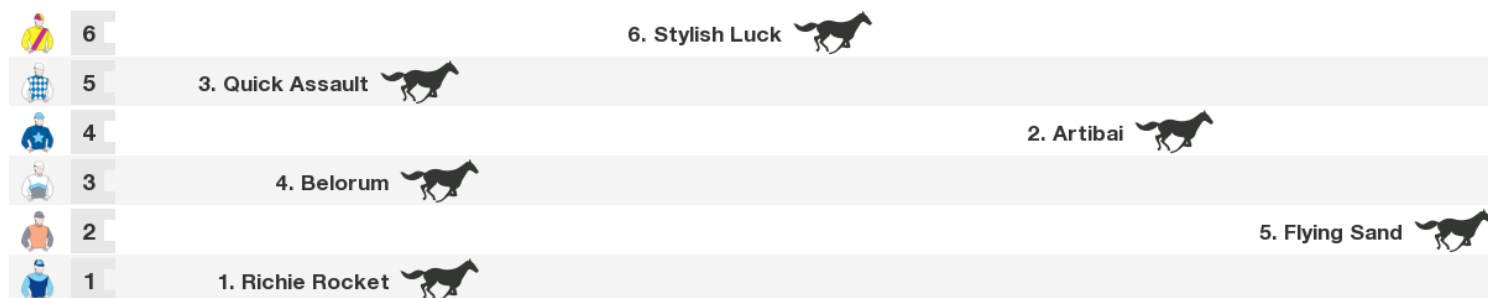 6 6. Stylish Luck
5 3. Quick Assault
4 2. Artibai
3 4. Belorum
2 5. Flying Sand
1 1. Richie Rocket